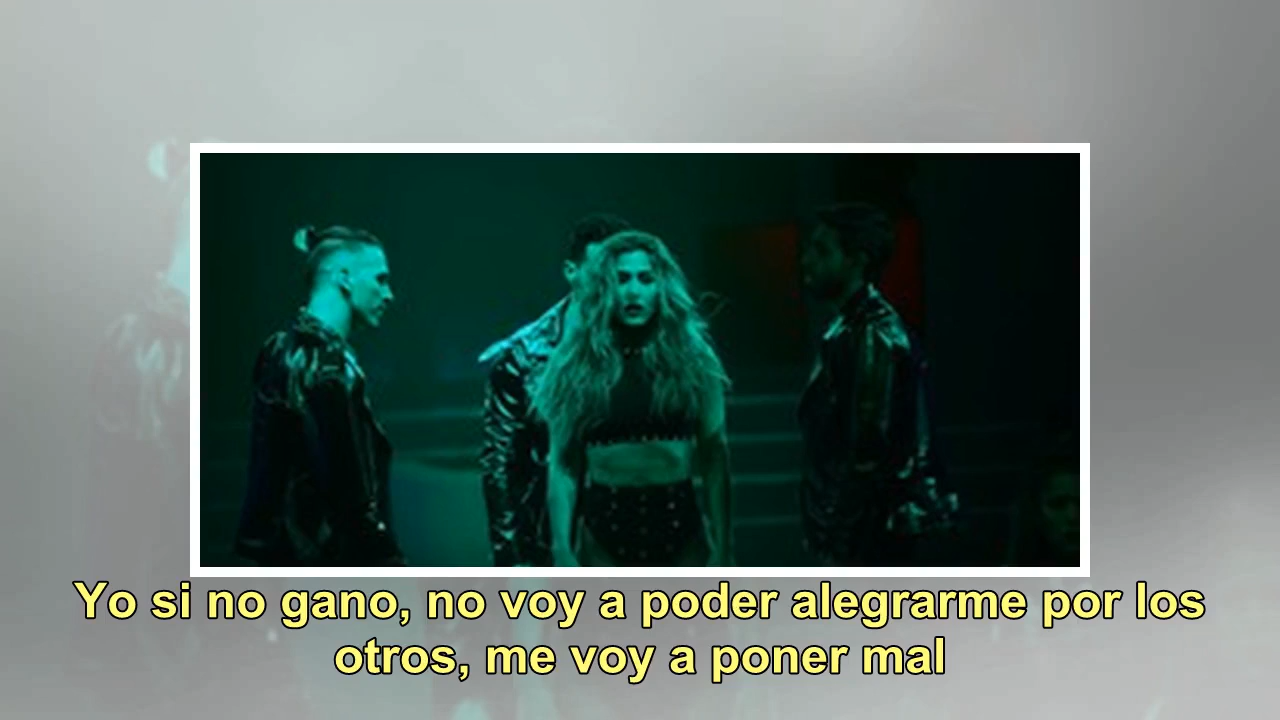 Yo si no gano, no voy a poder alegrarme por los
otros, me voy a poner mal